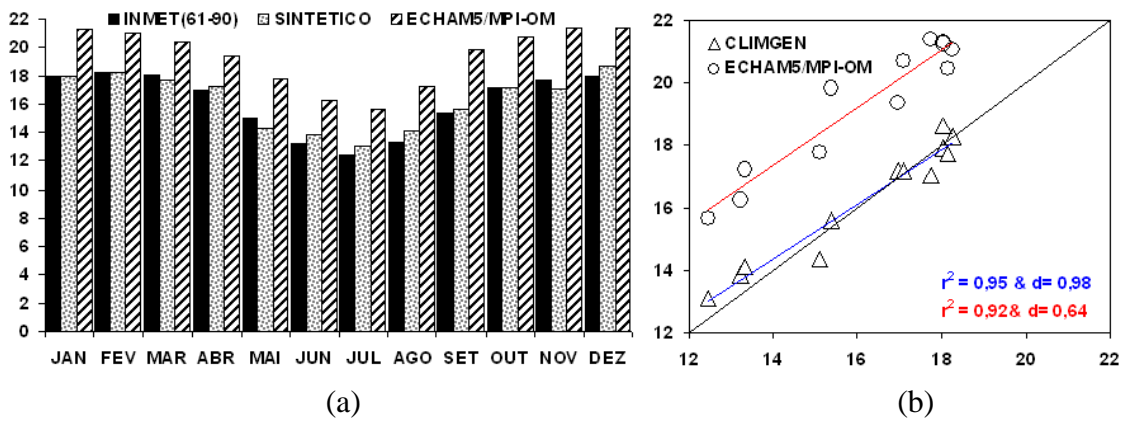 INMET(61-90) SINTETICO ECHAM5/MPI-OM
22
20
18
16
14
12
10
8
6
4
2
0
JAN FEV MAR ABR MAI JUN JUL AGO SET OUT NOV DEZ
(a)
CLIMGEN
ECHAM5/MPI-OM
22
20
18
16
14
12
r² = 0,95 & d= 0,98
r² = 0,92& d= 0,64
12 14 16 18 20 22
(b)